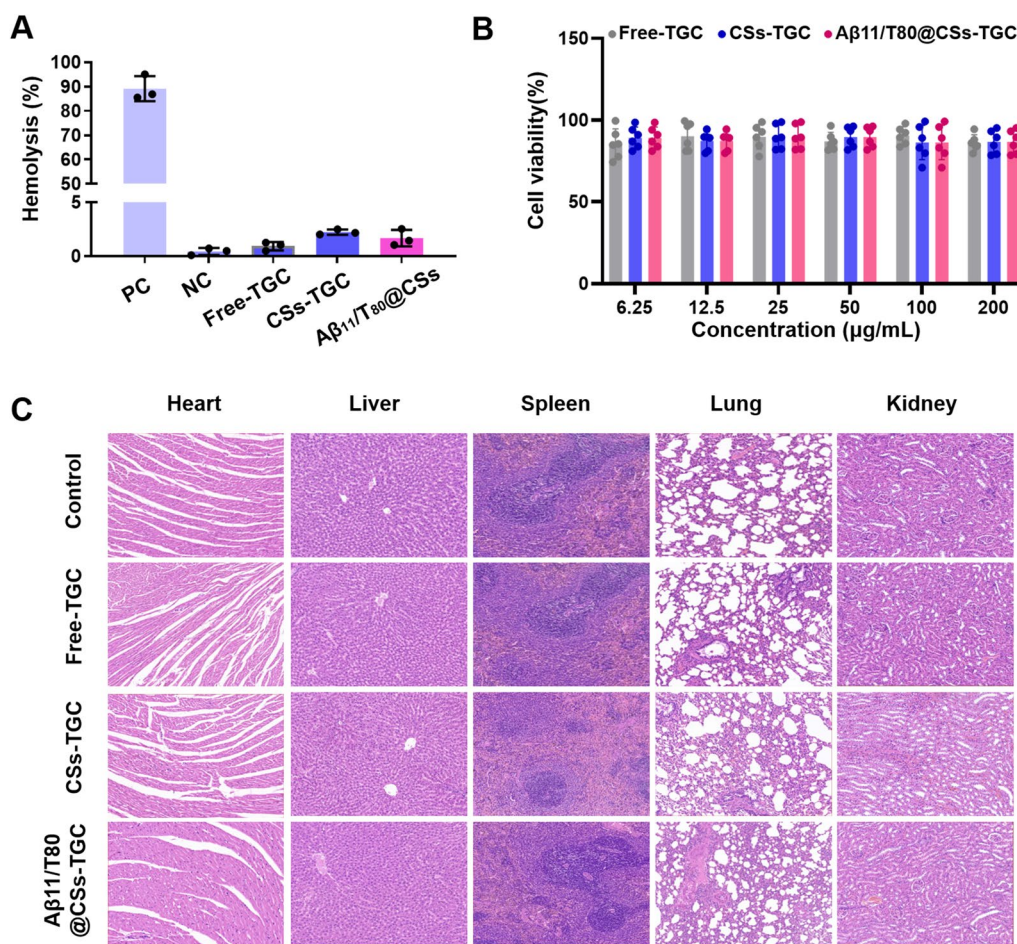 A
Hemolysis (%)
100
90
80
70
60
50
5
0
PC
NC
Free-TGC
CSs-TGC
Aβ₁₁/T₈₀@CSs
B
Free-TGC CSs-TGC Aβ11/T80@CSs-TGC
Cell viability(%)
150
100
50
0
6.25 12.5 25 50 100 200
Concentration (µg/mL)
C
Heart Liver Spleen Lung Kidney
Control
Free-TGC
CSs-TGC
Aβ11/T80
@CSs-TGC